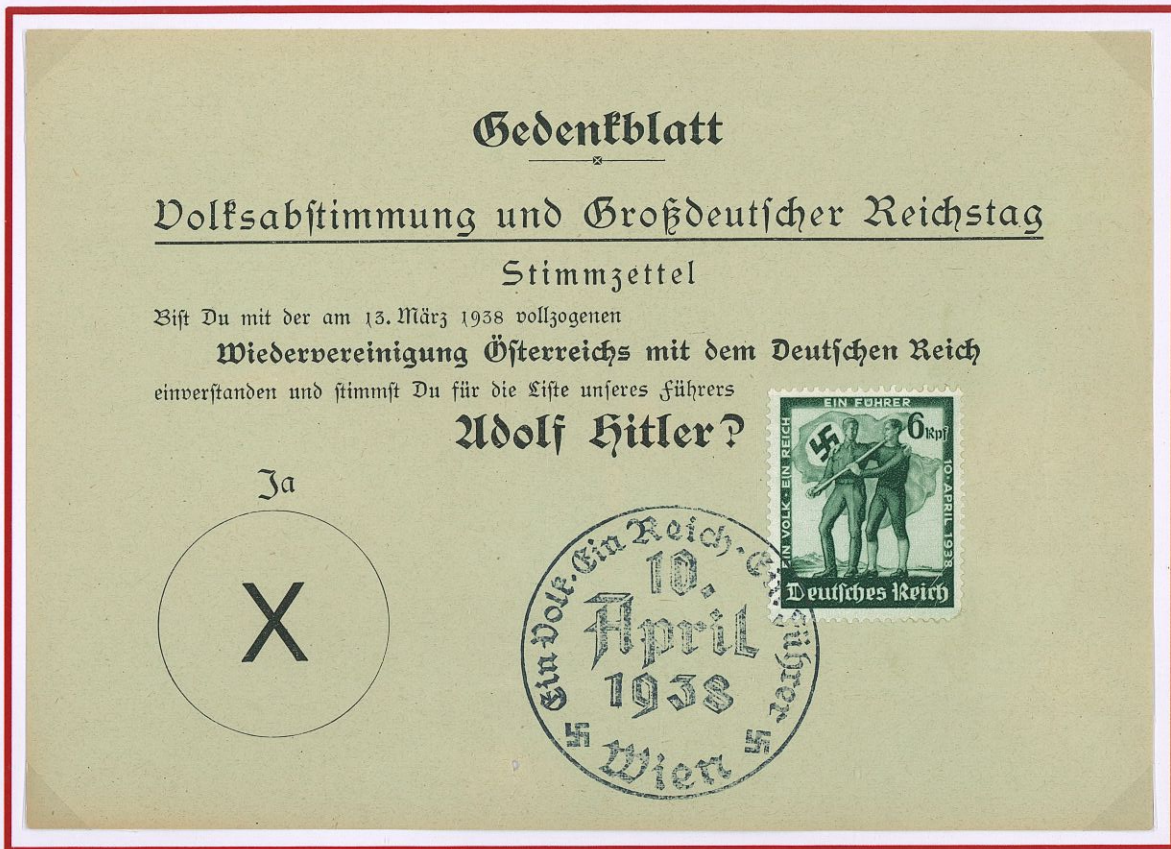 Gedenkblatt
Volksabstimmung und Großdeutscher Reichstag
Stimmzettel
Bist Du mit der am 13. März 1938 vollzogenen
Wiedervereinigung Österreichs mit dem Deutschen Reich
einverstanden und stimmst Du für die Liste unseres Führers
Adolf Hitler?
Ja
X
EIN VOLK · EIN REICH
EIN FÜHRER
10. APRIL 1938
6 Rpf
Deutsches Reich
Ein Volk · Ein Reich · Ein Führer
10.
April
1938
Wien